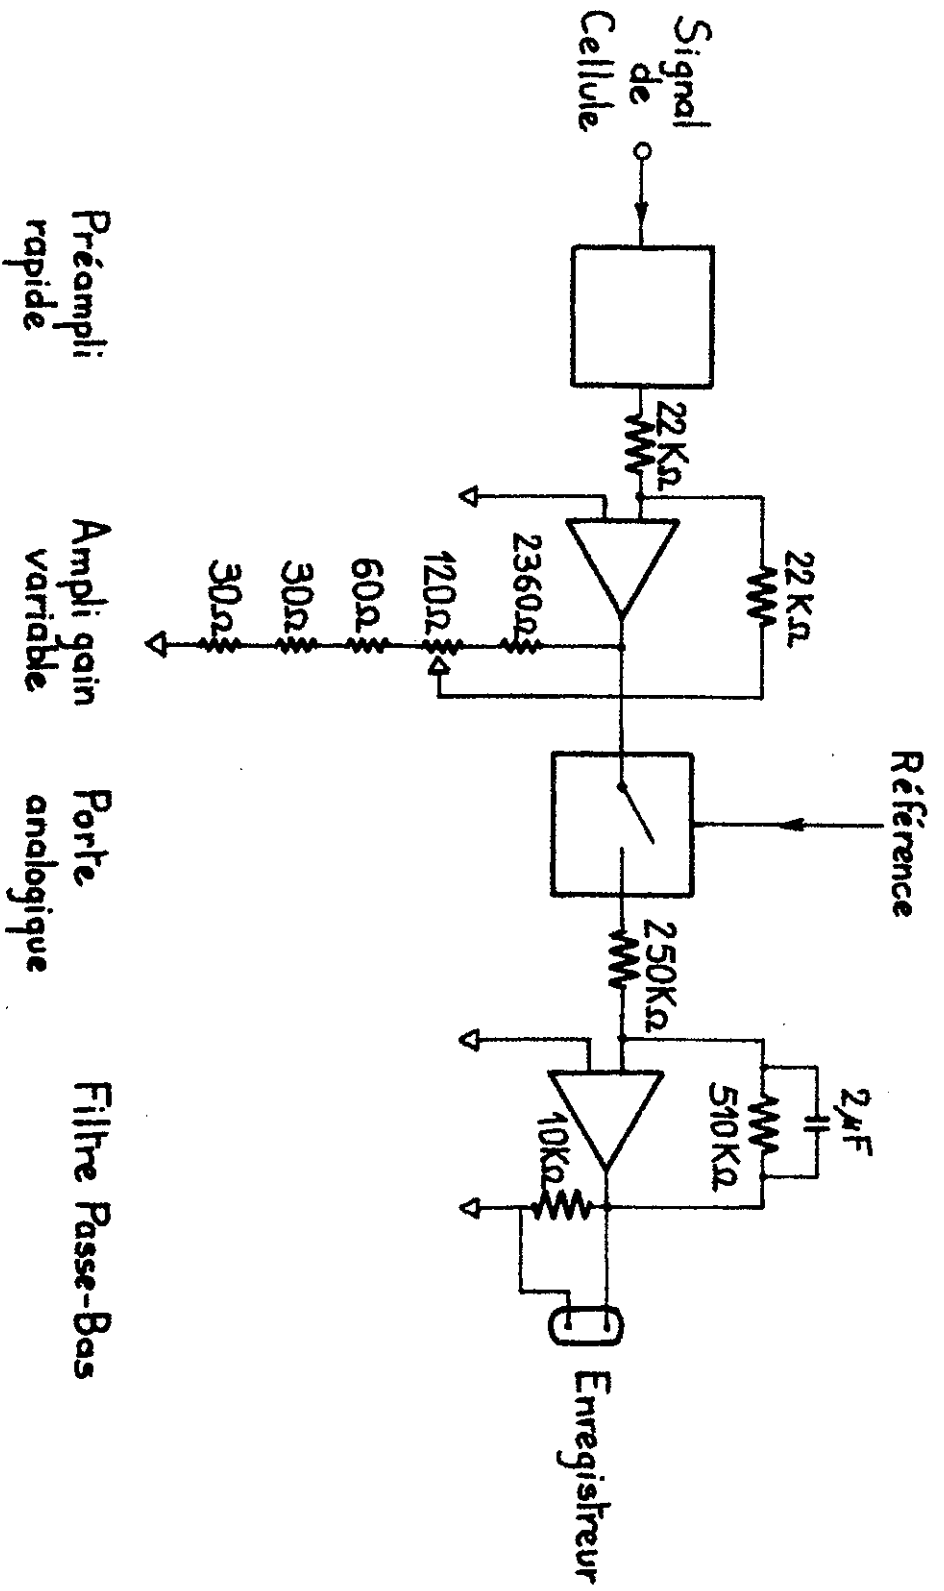 Signal
de
Cellule
22KΩ
22KΩ
2360Ω
120Ω
60Ω
30Ω
30Ω
Référence
250KΩ
2µF
510KΩ
10KΩ
Enregistreur
Préampli
rapide
Ampli gain
variable
Porte
analogique
Filtre Passe-Bas